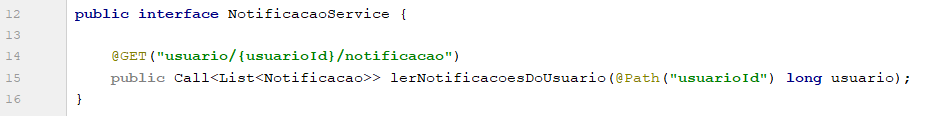 12 public interface NotificacaoService {
13
14 @GET("usuario/{usuarioId}/notificacao")
15 public Call<List<Notificacao>> lerNotificacoesDoUsuario(@Path("usuarioId") long usuario);
16 }